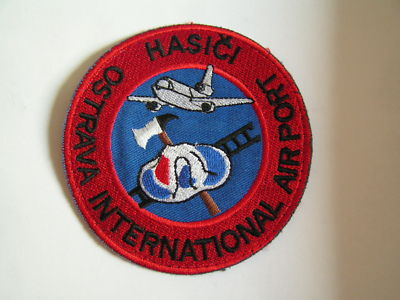 HASIČI
OSTRAVA INTERNATIONAL AIR PORT